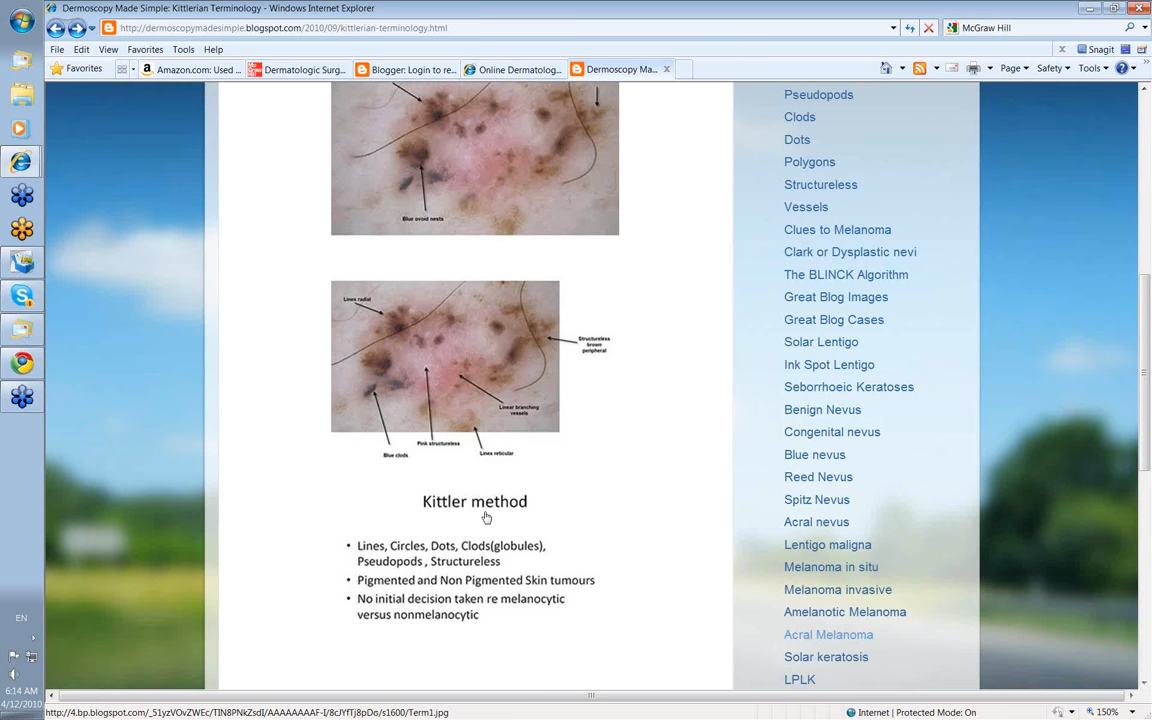 Dermoscopy Made Simple: Kittlerian Terminology - Windows Internet Explorer
http://dermoscopymadesimple.blogspot.com/2010/09/kittlerian-terminology.html
McGraw Hill
File Edit View Favorites Tools Help
Snagit
Favorites
Amazon.com: Used ...
Dermatologic Surg...
Blogger: Login to re...
Online Dermatolog...
Dermoscopy Ma...
Page Safety Tools
Blue ovoid nests
Lines radial
Structureless
brown
peripheral
Linear branching
vessels
Pink structureless
Blue clods
Lines reticular
Kittler method
• Lines, Circles, Dots, Clods(globules),
Pseudopods , Structureless
• Pigmented and Non Pigmented Skin tumours
• No initial decision taken re melanocytic
versus nonmelanocytic
Pseudopods
Clods
Dots
Polygons
Structureless
Vessels
Clues to Melanoma
Clark or Dysplastic nevi
The BLINCK Algorithm
Great Blog Images
Great Blog Cases
Solar Lentigo
Ink Spot Lentigo
Seborrhoeic Keratoses
Benign Nevus
Congenital nevus
Blue nevus
Reed Nevus
Spitz Nevus
Acral nevus
Lentigo maligna
Melanoma in situ
Melanoma invasive
Amelanotic Melanoma
Acral Melanoma
Solar keratosis
LPLK
EN
6:14 AM
4/12/2010
Internet | Protected Mode: On
150%